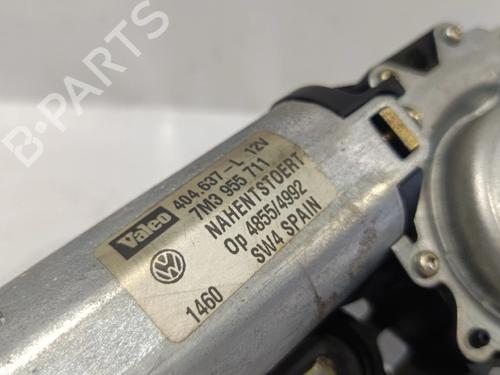 B-PARTS
Valeo 404.637-L 12V
7M3 955 711
NAHENTSTOERT
Op 4855/4992
SW4 SPAIN
1460